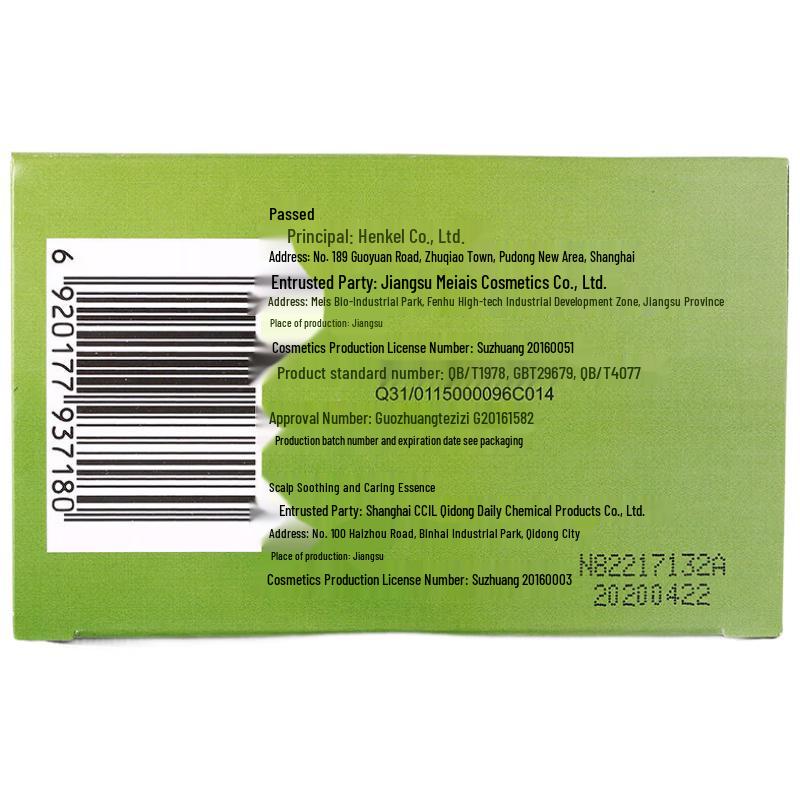 Passed
Principal: Henkel Co., Ltd.
Address: No. 189 Guoyuan Road, Zhuqiao Town, Pudong New Area, Shanghai
Entrusted Party: Jiangsu Meiais Cosmetics Co., Ltd.
Address: Meis Bio-Industrial Park, Fenhu High-tech Industrial Development Zone, Jiangsu Province
Place of production: Jiangsu
Cosmetics Production License Number: Suzhuang 20160051
Product standard number: QB/T1978, GBT29679, QB/T4077
Q31/0115000096C014
Approval Number: Guozhuangtezizi G20161582
Production batch number and expiration date see packaging
Scalp Soothing and Caring Essence
Entrusted Party: Shanghai CCIL Qidong Daily Chemical Products Co., Ltd.
Address: No. 100 Haizhou Road, Binhai Industrial Park, Qidong City
Place of production: Jiangsu
Cosmetics Production License Number: Suzhuang 20160003
N82217132A
20200422
6 920177 937180